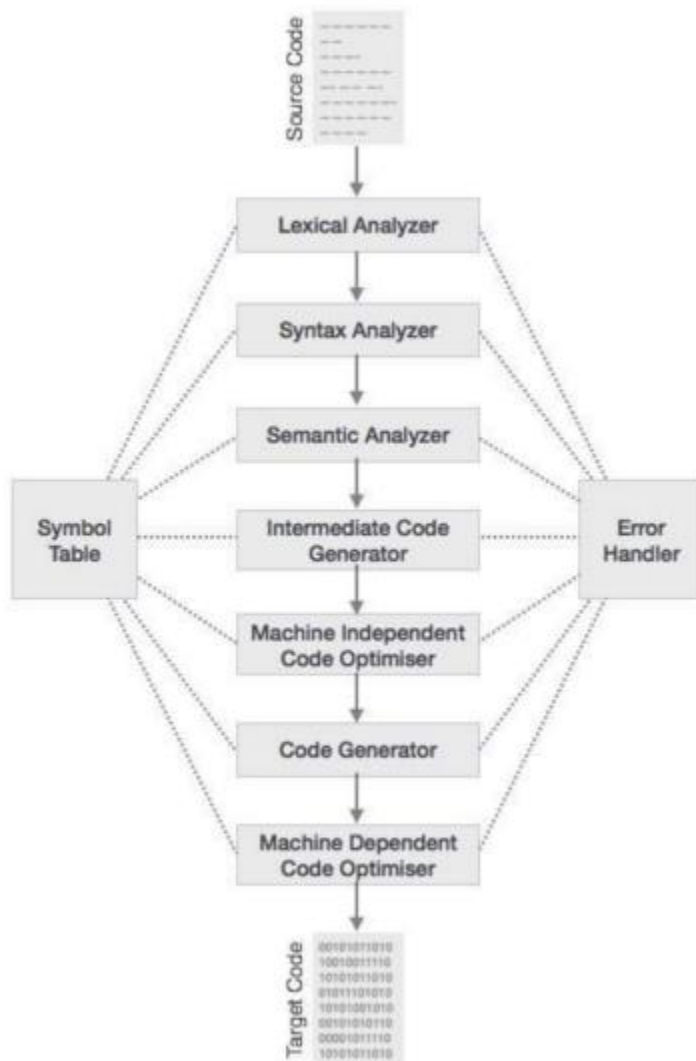 Source Code
Lexical Analyzer
Syntax Analyzer
Semantic Analyzer
Symbol
Table
Intermediate Code
Generator
Error
Handler
Machine Independent
Code Optimiser
Code Generator
Machine Dependent
Code Optimiser
Target Code
00101011010
10010011110
10101011010
01011101010
10101001010
00101010110
00001011110
10101011010